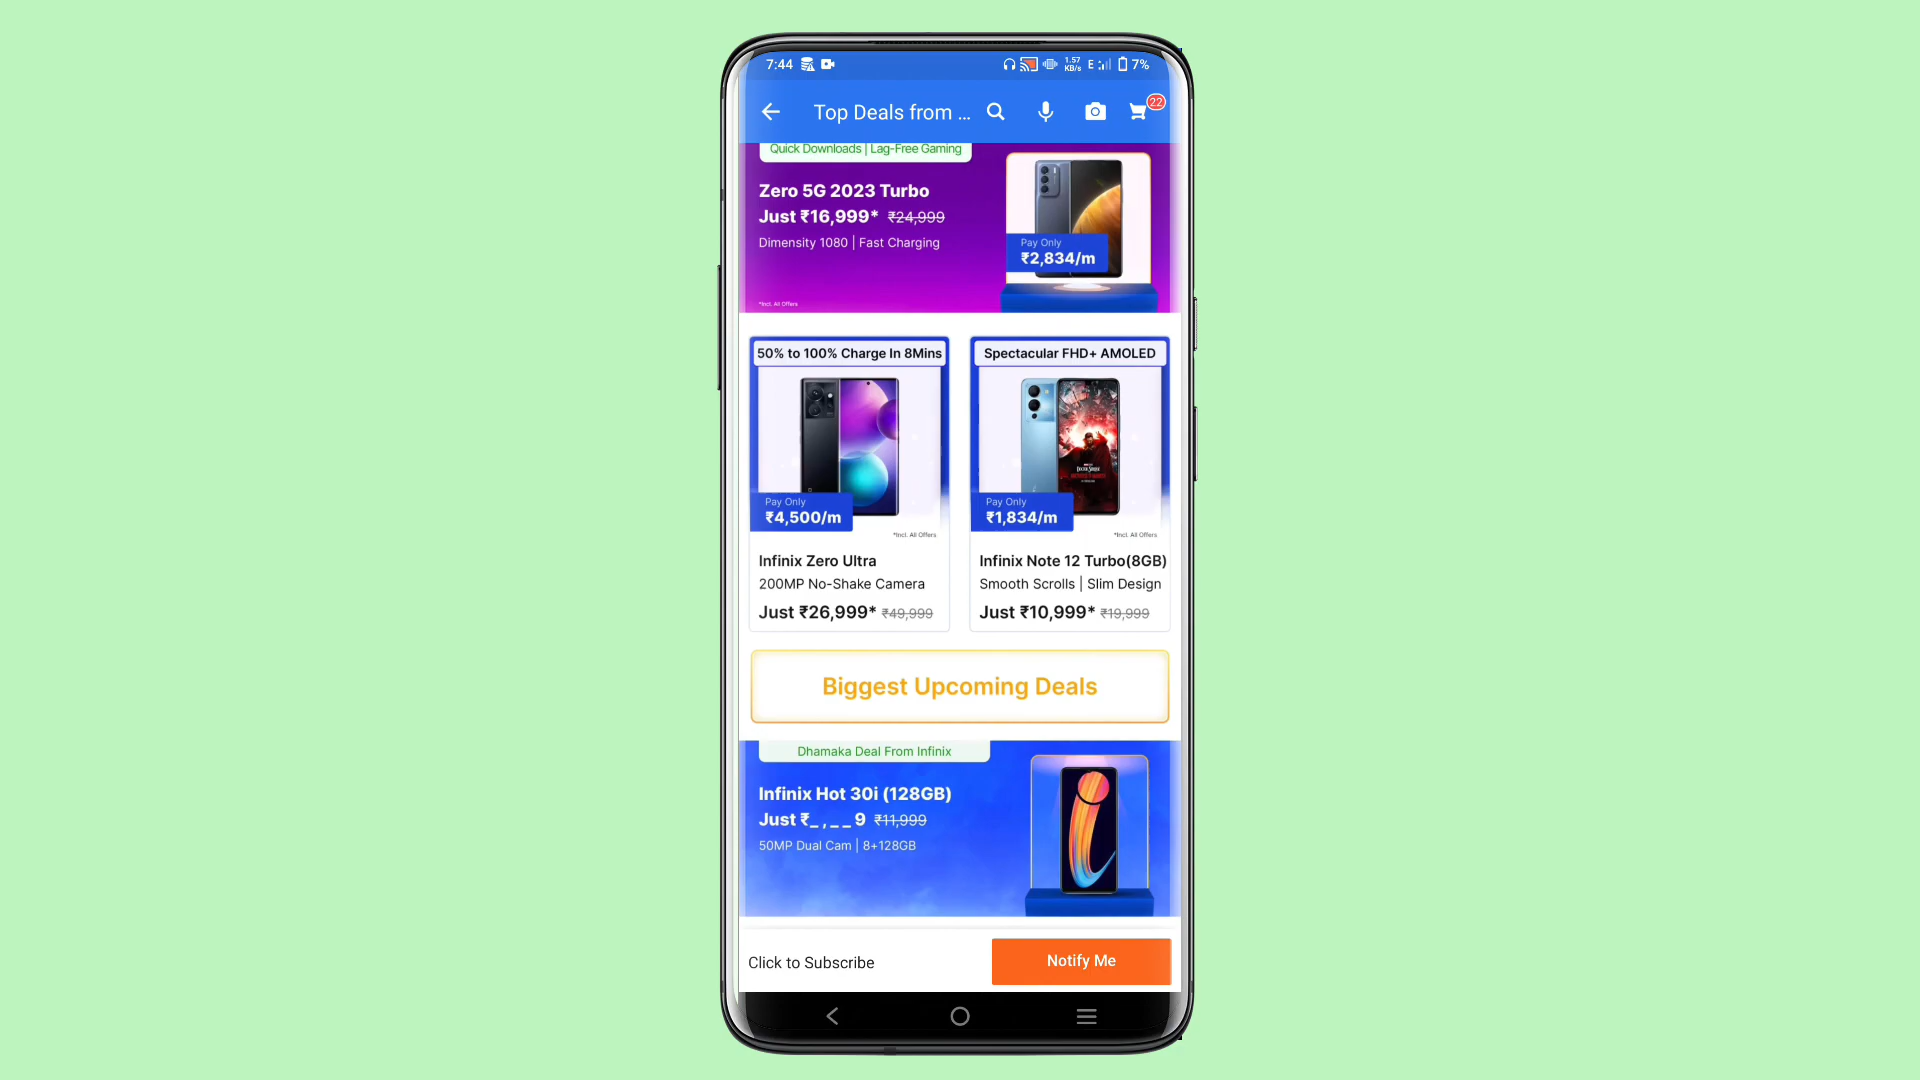 7:44
1.57
KB/s
E
7%
Top Deals from ...
22
Quick Downloads | Lag-Free Gaming
Zero 5G 2023 Turbo
Just ₹16,999* ₹24,999
Dimensity 1080 | Fast Charging
Pay Only
₹2,834/m
*Incl. All Offers
50% to 100% Charge In 8Mins
Pay Only
₹4,500/m
*Incl. All Offers
Infinix Zero Ultra
200MP No-Shake Camera
Just ₹26,999* ₹49,999
Spectacular FHD+ AMOLED
Pay Only
₹1,834/m
*Incl. All Offers
Infinix Note 12 Turbo(8GB)
Smooth Scrolls | Slim Design
Just ₹10,999* ₹19,999
Biggest Upcoming Deals
Dhamaka Deal From Infinix
Infinix Hot 30i (128GB)
Just ₹_,_ _ 9 ₹11,999
50MP Dual Cam | 8+128GB
Click to Subscribe
Notify Me